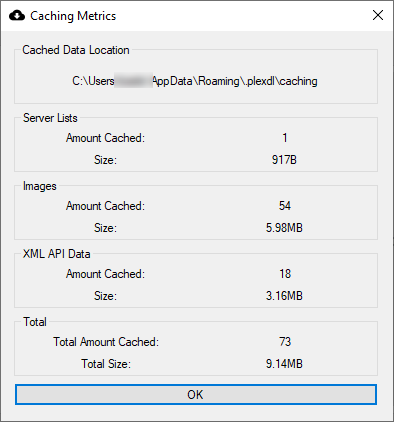 Caching Metrics
Cached Data Location
C:\Users AppData\Roaming\.plexdl\caching
Server Lists
Amount Cached: 1
Size: 917B
Images
Amount Cached: 54
Size: 5.98MB
XML API Data
Amount Cached: 18
Size: 3.16MB
Total
Total Amount Cached: 73
Total Size: 9.14MB
OK